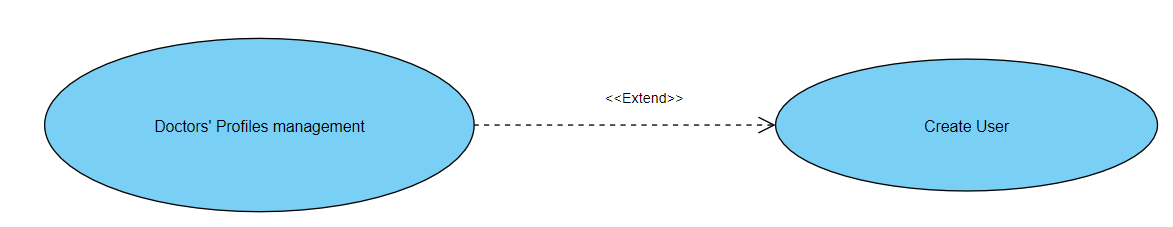 <<Extend>>
Doctors' Profiles management
Create User